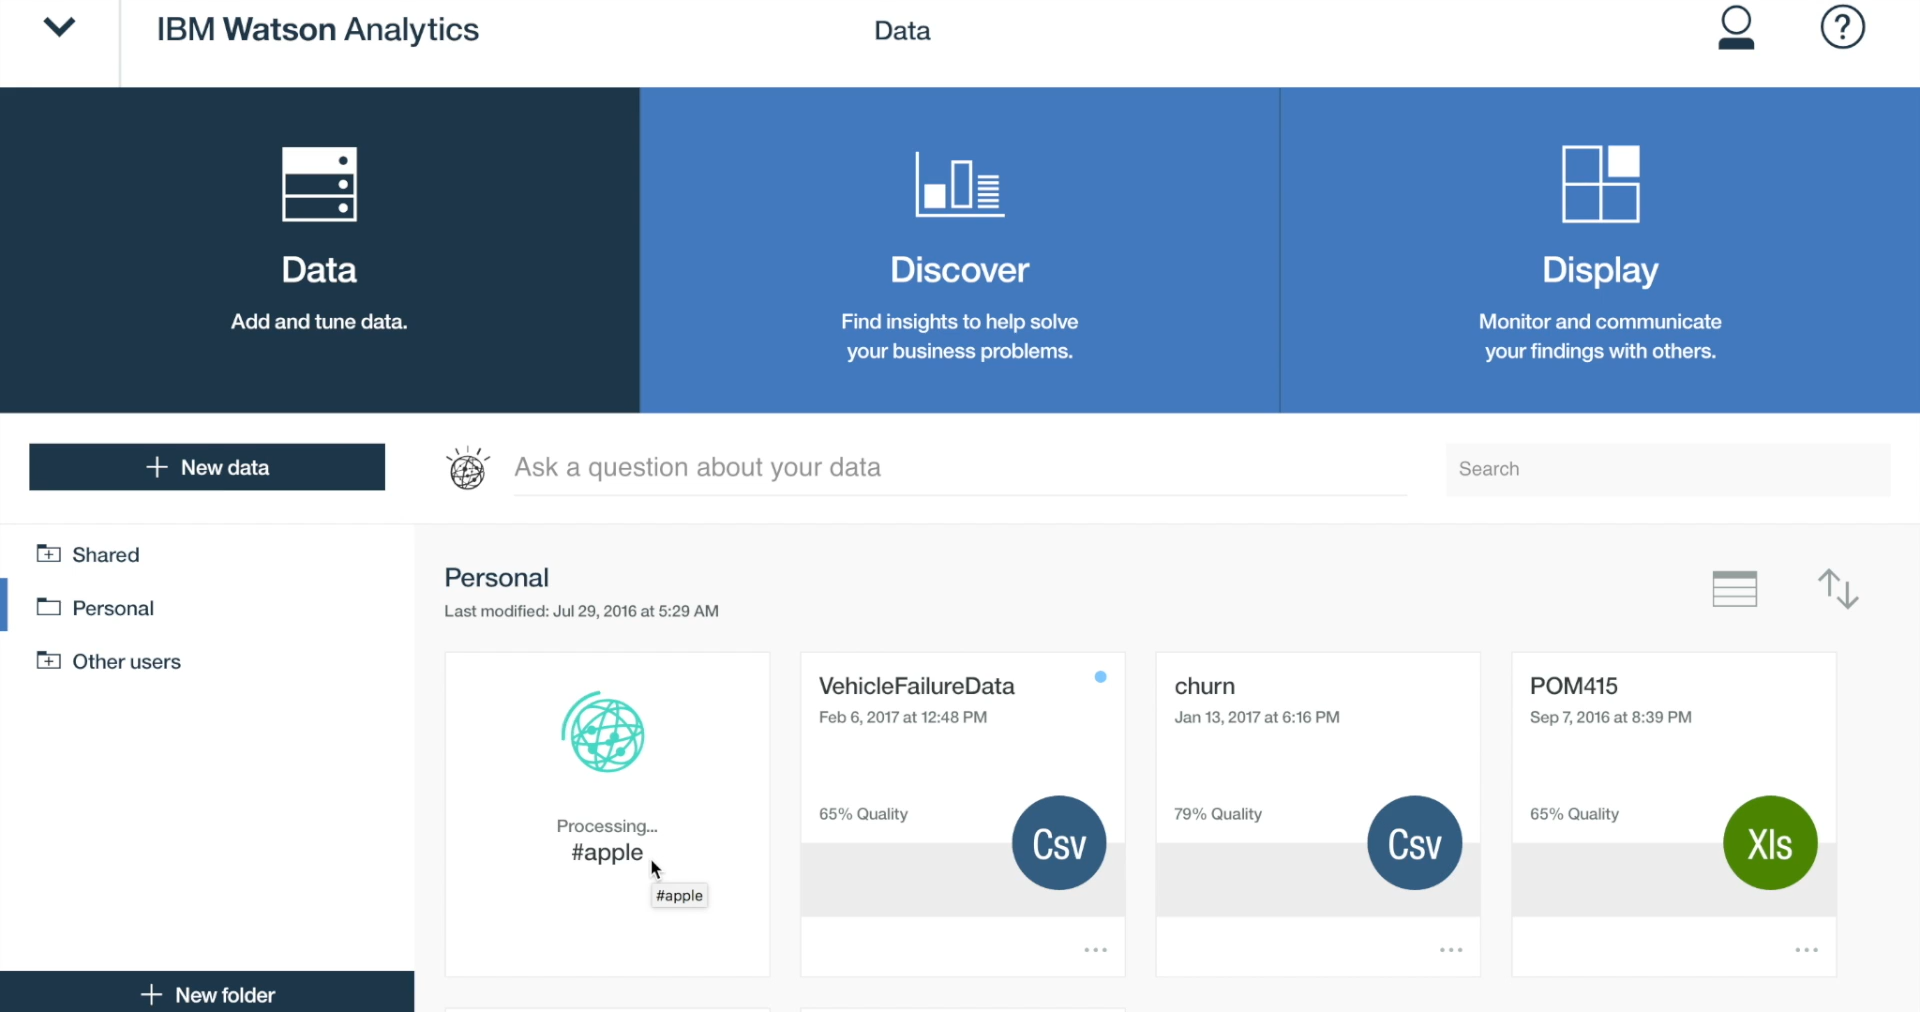 IBM Watson Analytics
Data
?
Data
Add and tune data.
Discover
Find insights to help solve
your business problems.
Display
Monitor and communicate
your findings with others.
+ New data
Ask a question about your data
Search
Shared
Personal
Other users
+ New folder
Personal
Last modified: Jul 29, 2016 at 5:29 AM
Processing...
#apple
#apple
VehicleFailureData
Feb 6, 2017 at 12:48 PM
65% Quality
Csv
...
churn
Jan 13, 2017 at 6:16 PM
79% Quality
Csv
...
POM415
Sep 7, 2016 at 8:39 PM
65% Quality
Xls
...